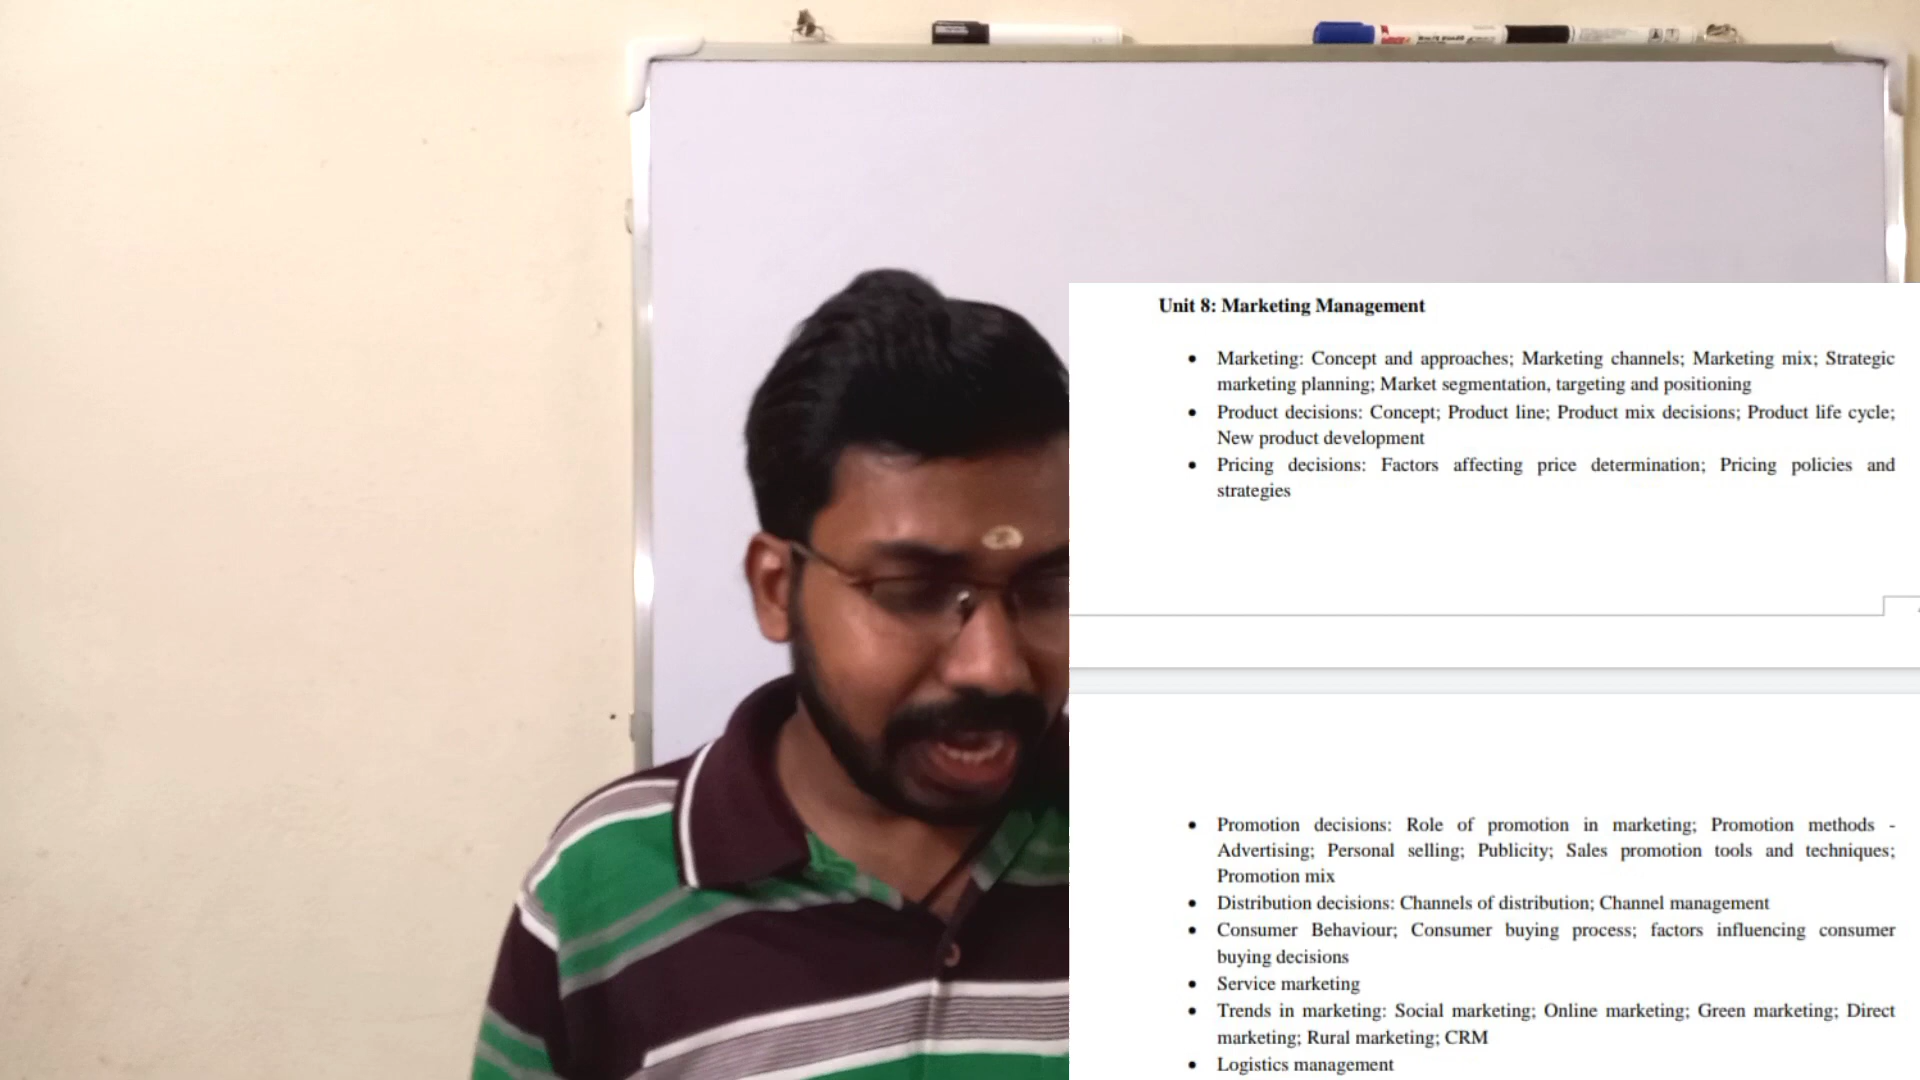 Unit 8: Marketing Management
• Marketing: Concept and approaches; Marketing channels; Marketing mix; Strategic
marketing planning; Market segmentation, targeting and positioning
• Product decisions: Concept; Product line; Product mix decisions; Product life cycle;
New product development
• Pricing decisions: Factors affecting price determination; Pricing policies and
strategies
• Promotion decisions: Role of promotion in marketing; Promotion methods -
Advertising; Personal selling; Publicity; Sales promotion tools and techniques;
Promotion mix
• Distribution decisions: Channels of distribution; Channel management
• Consumer Behaviour; Consumer buying process; factors influencing consumer
buying decisions
• Service marketing
• Trends in marketing: Social marketing; Online marketing; Green marketing; Direct
marketing; Rural marketing; CRM
• Logistics management